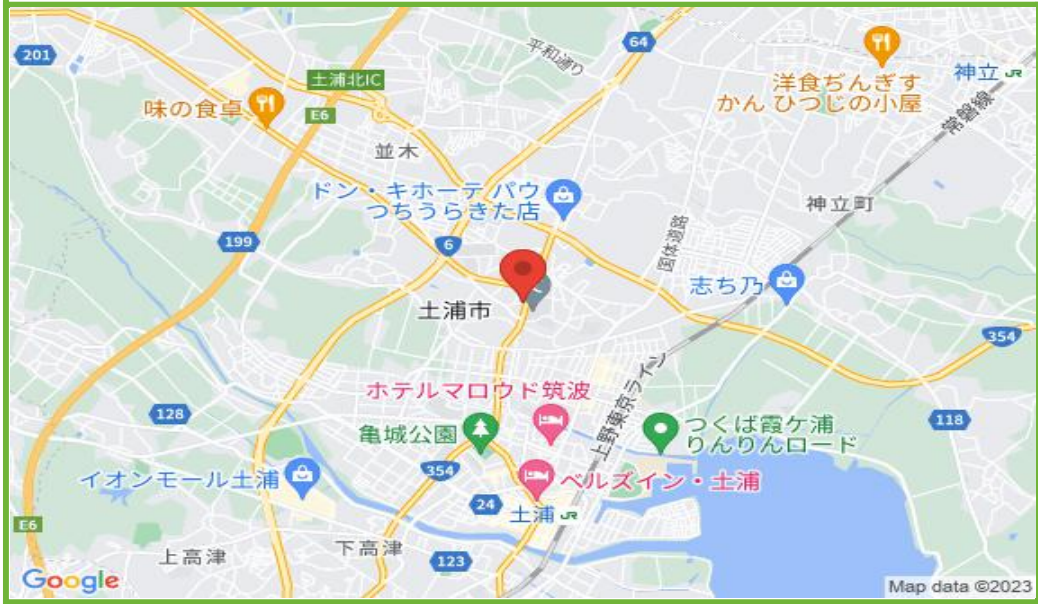 201
64
平和通り
神立 JR
洋食ぢんぎす
かん ひつじの小屋
土浦北IC
E6
味の食卓
常磐線
並木
ドン・キホーテ パウ
つちうらきた店
神立町
199
6
国体道路
志ち乃
土浦市
354
上野東京ライン
ホテルマロウド筑波
128
118
亀城公園
つくば霞ケ浦
りんりんロード
354
イオンモール土浦
ベルズイン・土浦
24
土浦 JR
E6
上高津
下高津
123
Google
Map data ©2023